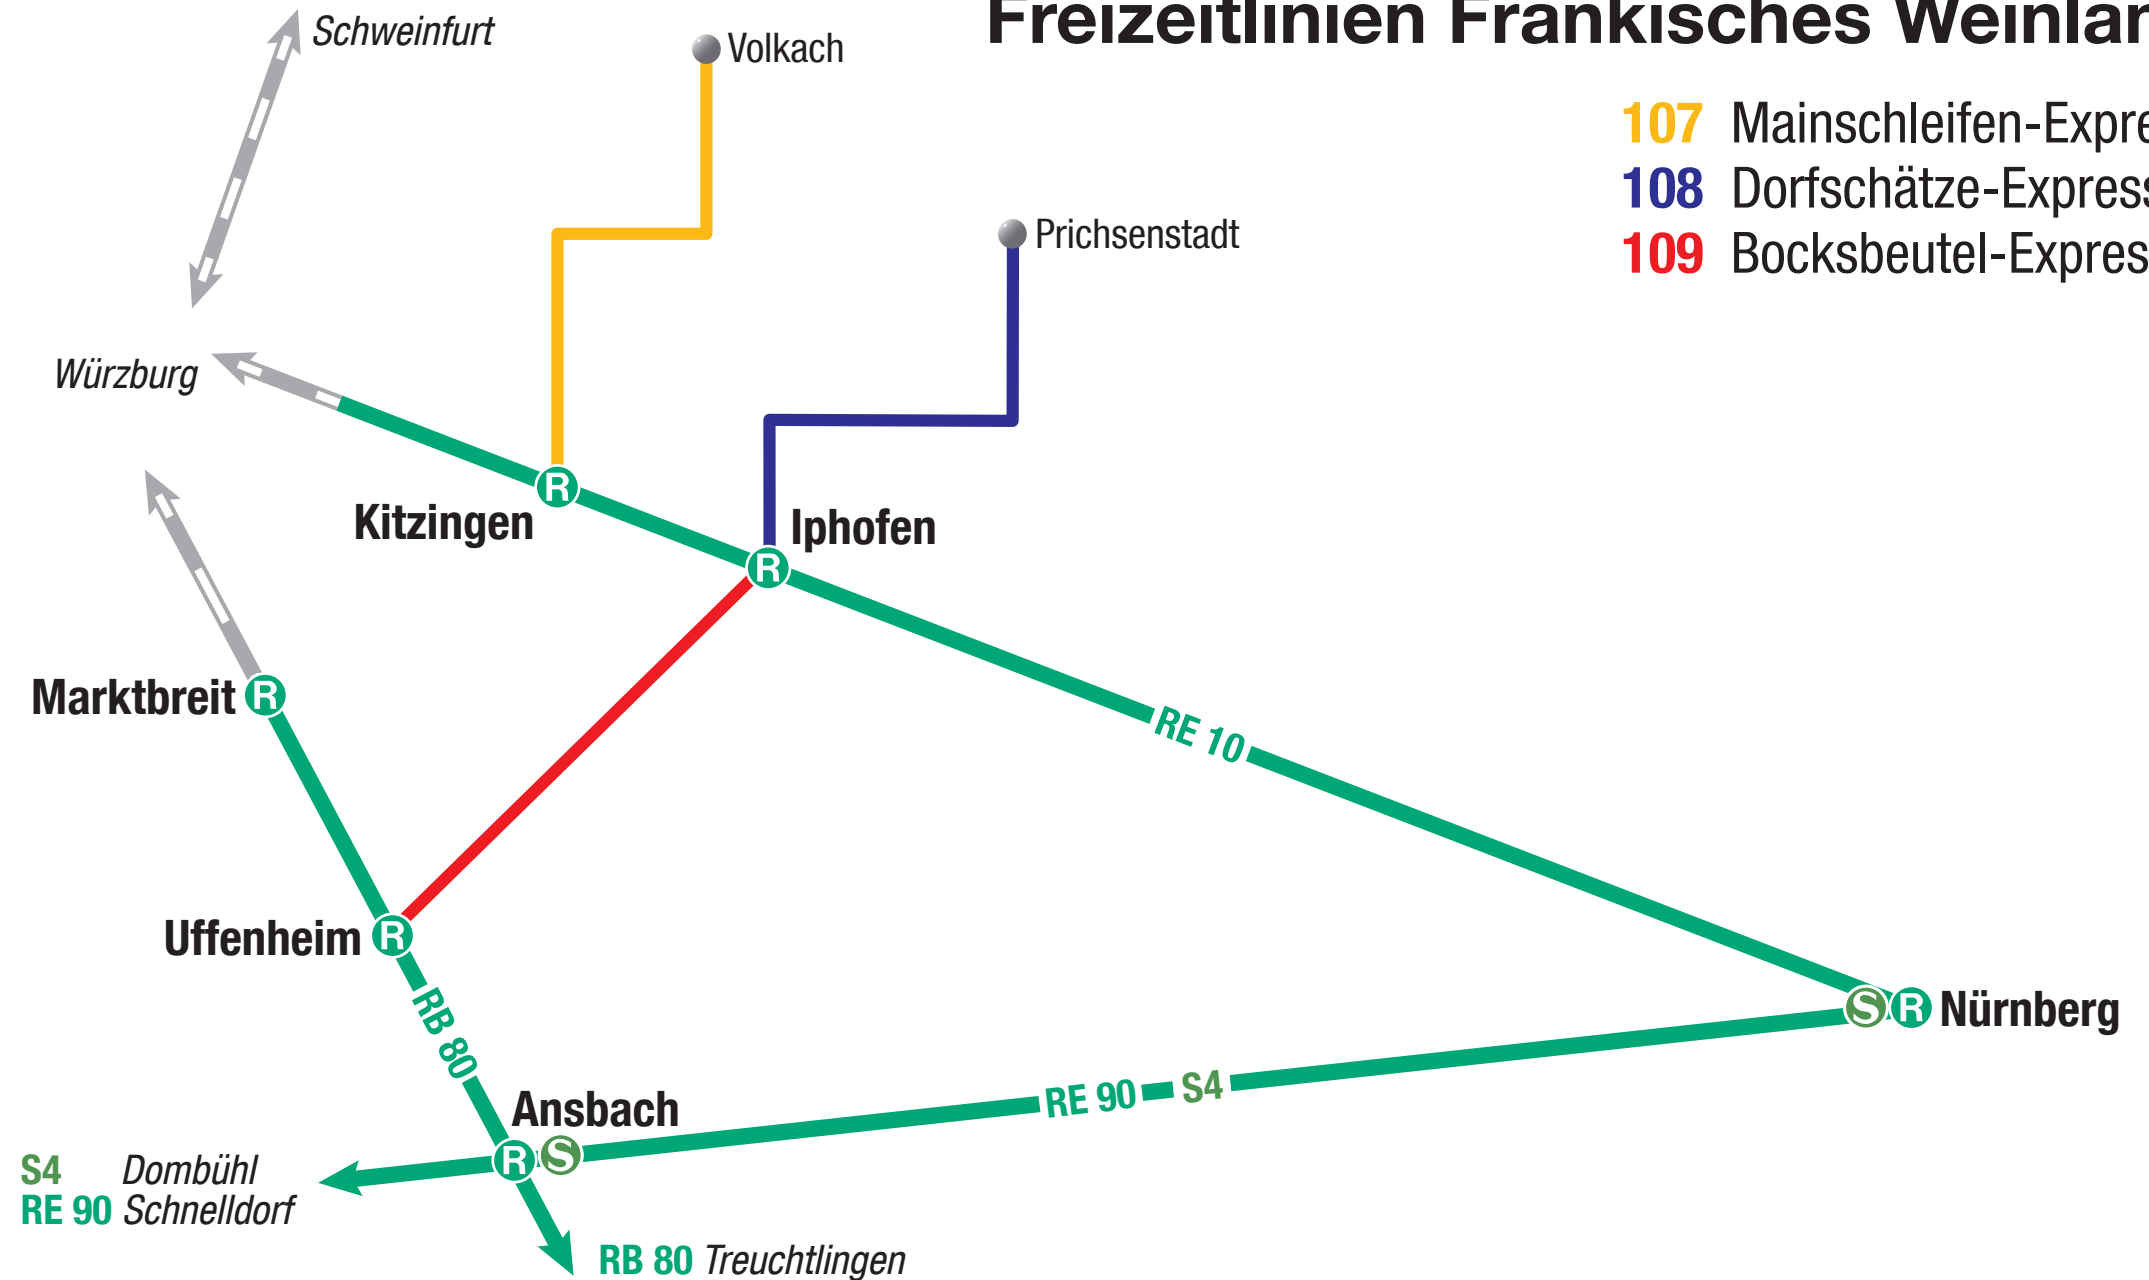 Freizeitlinien Fränkisches Weinlan
107 Mainschleifen-Expre
108 Dorfschätze-Express
109 Bocksbeutel-Expres
Schweinfurt
Volkach
Prichsenstadt
Würzburg
R
Kitzingen
Iphofen
R
Marktbreit R
RE 10
Uffenheim R
RB 80
S R Nürnberg
RE 90 S4
Ansbach
R S
S4 Dombühl
RE 90 Schnelldorf
RB 80 Treuchtlingen